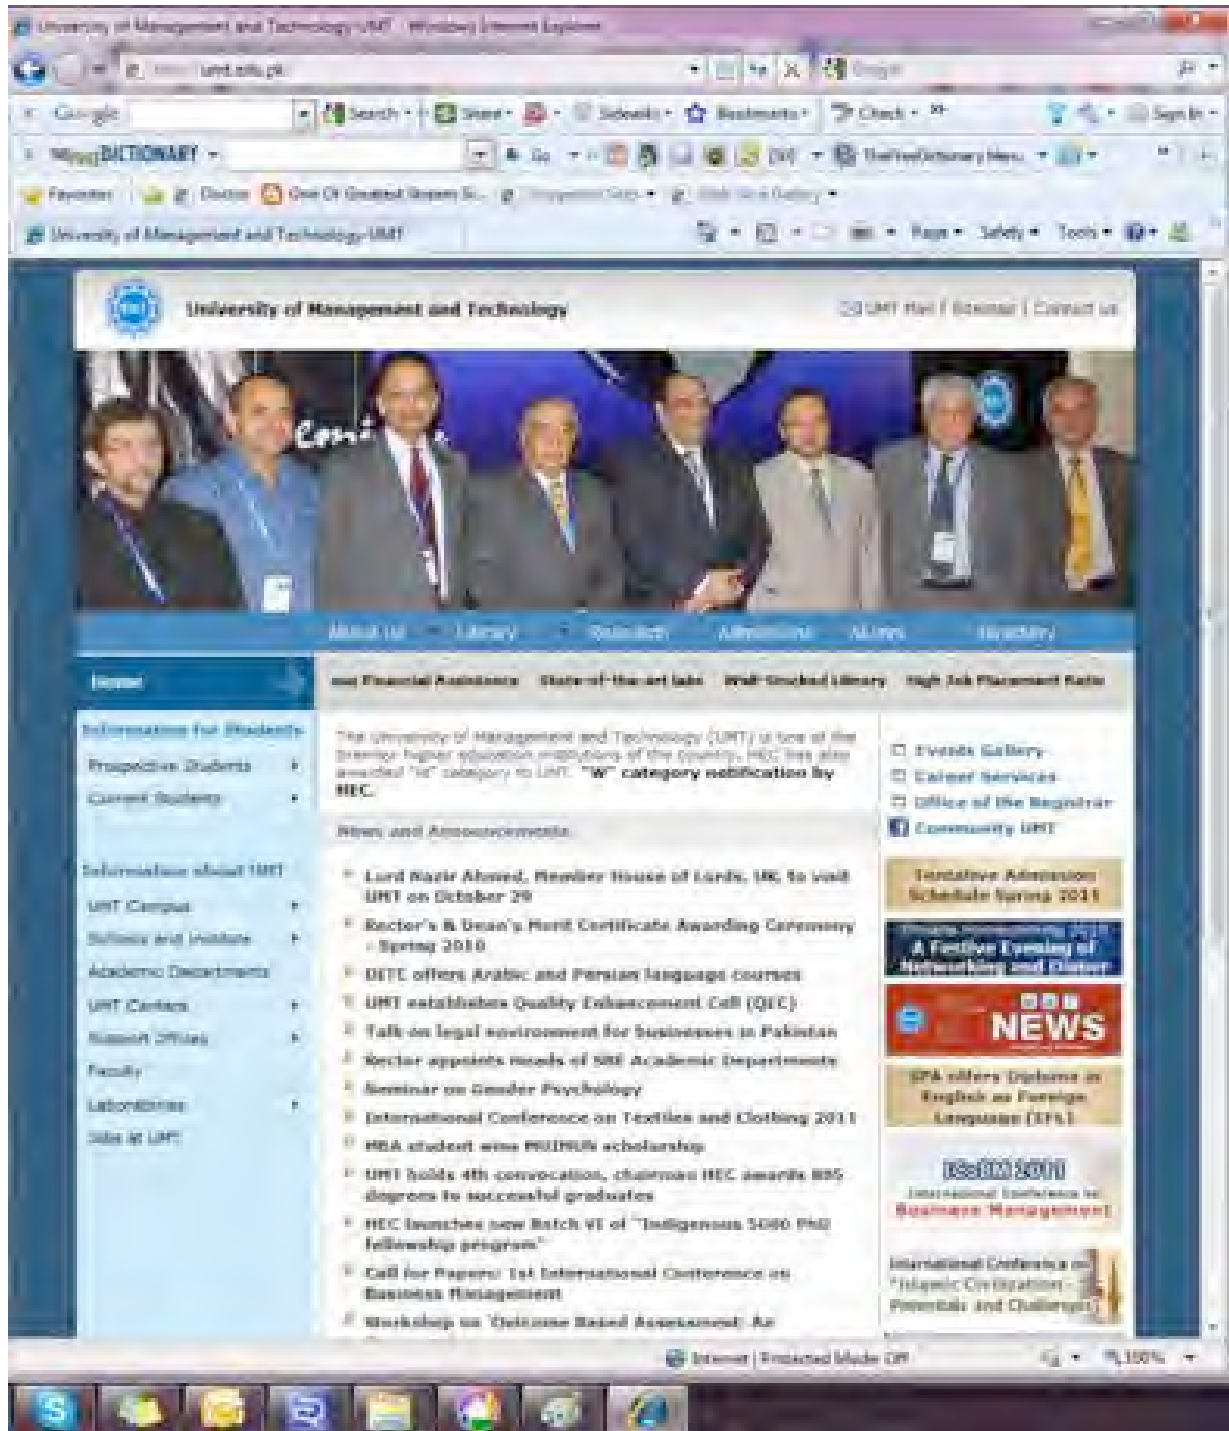 University of Management and Technology-UMT - Windows Internet Explorer
umt.edu.pk
Google
Search
Share
Sidewiki
Bookmarks
Check
Sign In
DICTIONARY
Go
TheFreeDictionary Menu
Favorites
Doctor
One Of Greatest
University of Management and Technology-UMT
Page
Safety
Tools
University of Management and Technology
UMT Mail | Sitemap | Contact us
About Us
Library
Research
Admissions
Directory
Home
Financial Assistance State-of-the-art labs Well-Stocked Library High Job Placement Ratio
Information for Students
Prospective Students
Current Students
Information about UMT
UMT Campus
Schools and Institute
Academic Departments
UMT Centers
Support Offices
Faculty
Laboratories
Jobs at UMT
The University of Management and Technology (UMT) is one of the
premier higher education institutions of the country. HEC has also
awarded "W" category to UMT. "W" category notification by
HEC.
News and Announcements
Lord Nazir Ahmed, Member House of Lords, UK, to visit
UMT on October 29
Rector's & Dean's Merit Certificate Awarding Ceremony
- Spring 2010
offers Arabic and Persian language courses
UMT establishes Quality Enhancement Cell (QEC)
Talk on legal environment for businesses in Pakistan
Rector appoints Heads of SBE Academic Departments
Seminar on Gender Psychology
International Conference on Textiles and Clothing 2011
MBA student wins scholarship
UMT holds 4th convocation, chairman HEC awards
degrees to successful graduates
HEC launches new Batch VI of "Indigenous 5000 PhD
fellowship program"
Call for Papers: 1st International Conference on
Business Management
Workshop on 'Outcome Based Assessment: An
Events Gallery
Career Services
Office of the Registrar
Community UMT
Tentative Admission
Schedule Spring 2011
A Festive Evening of
Networking and Dinner
NEWS
offers Diploma in
English as Foreign
Language (EFL)
2011
International Conference in
Business Management
International Conference on
"Islamic Civilization -
Potentials and Challenges
Internet | Protected Mode: Off
100%